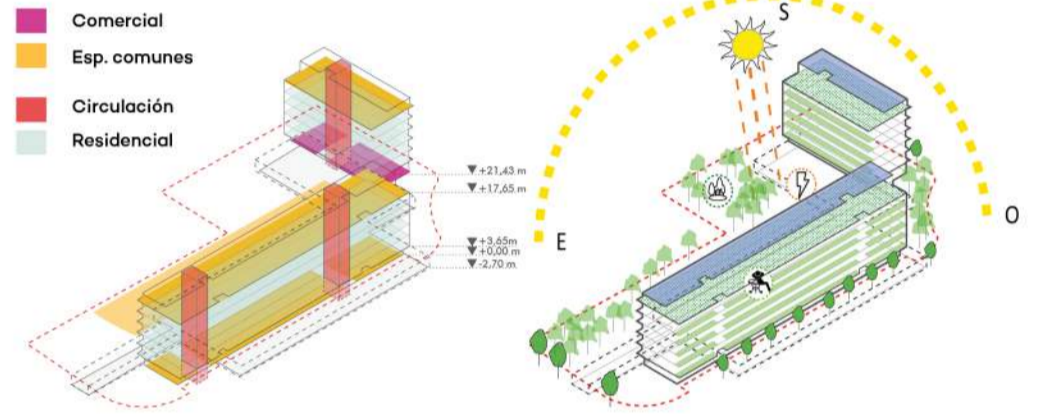 Comercial
Esp. comunes
Circulación
Residencial
+21,43 m
+17,65 m
+3,65m
+0,00 m
-2,70 m
S
E
O